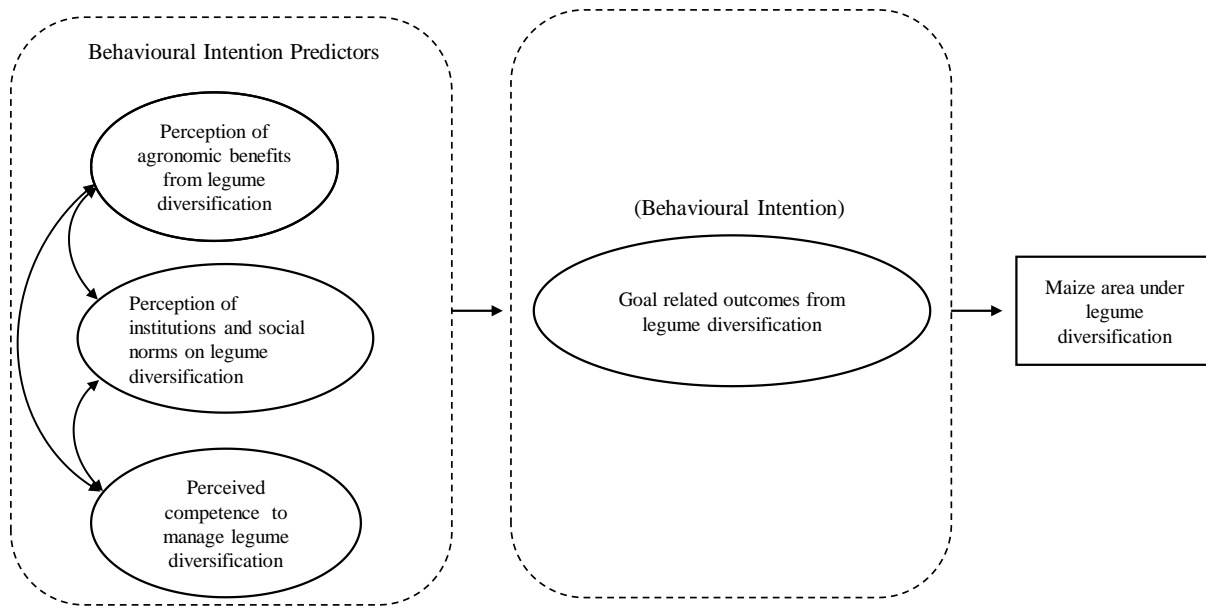 Behavioural Intention Predictors
Perception of
agronomic benefits
from legume
diversification
Perception of
institutions and social
norms on legume
diversification
Perceived
competence to
manage legume
diversification
(Behavioural Intention)
Goal related outcomes from
legume diversification
Maize area under
legume
diversification